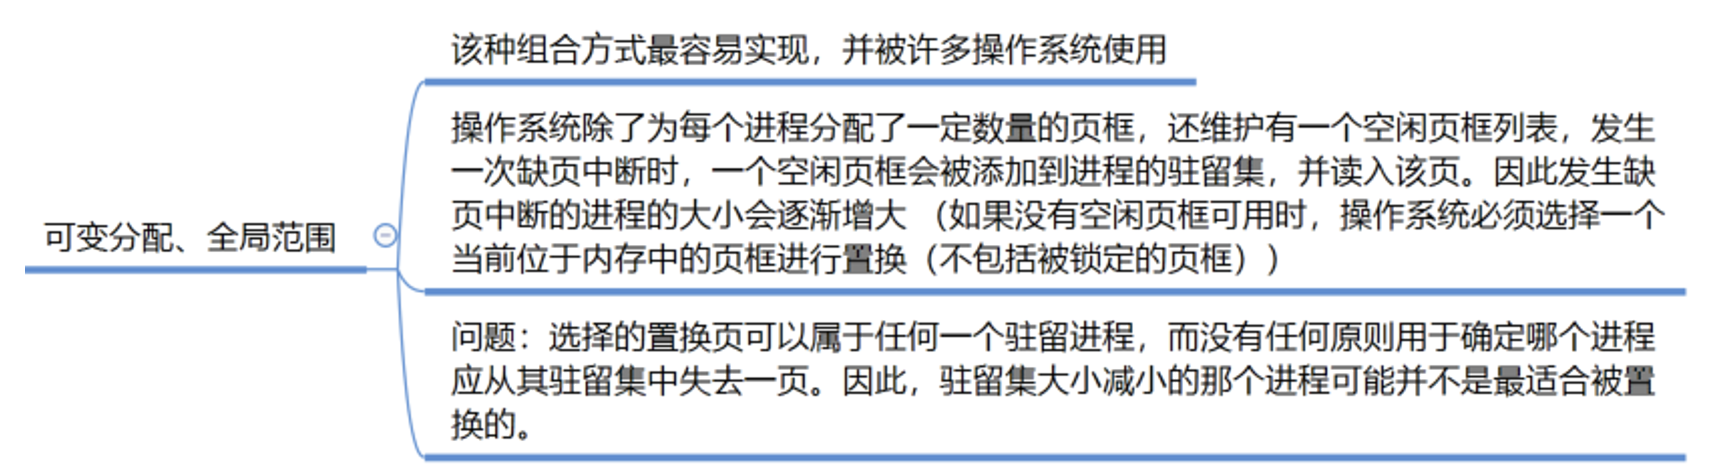 可变分配、全局范围
该种组合方式最容易实现，并被许多操作系统使用
操作系统除了为每个进程分配了一定数量的页框，还维护有一个空闲页框列表，发生
一次缺页中断时，一个空闲页框会被添加到进程的驻留集，并读入该页。因此发生缺
页中断的进程的大小会逐渐增大 （如果没有空闲页框可用时，操作系统必须选择一个
当前位于内存中的页框进行置换（不包括被锁定的页框））
问题：选择的置换页可以属于任何一个驻留进程，而没有任何原则用于确定哪个进程
应从其驻留集中失去一页。因此，驻留集大小减小的那个进程可能并不是最适合被置
换的。